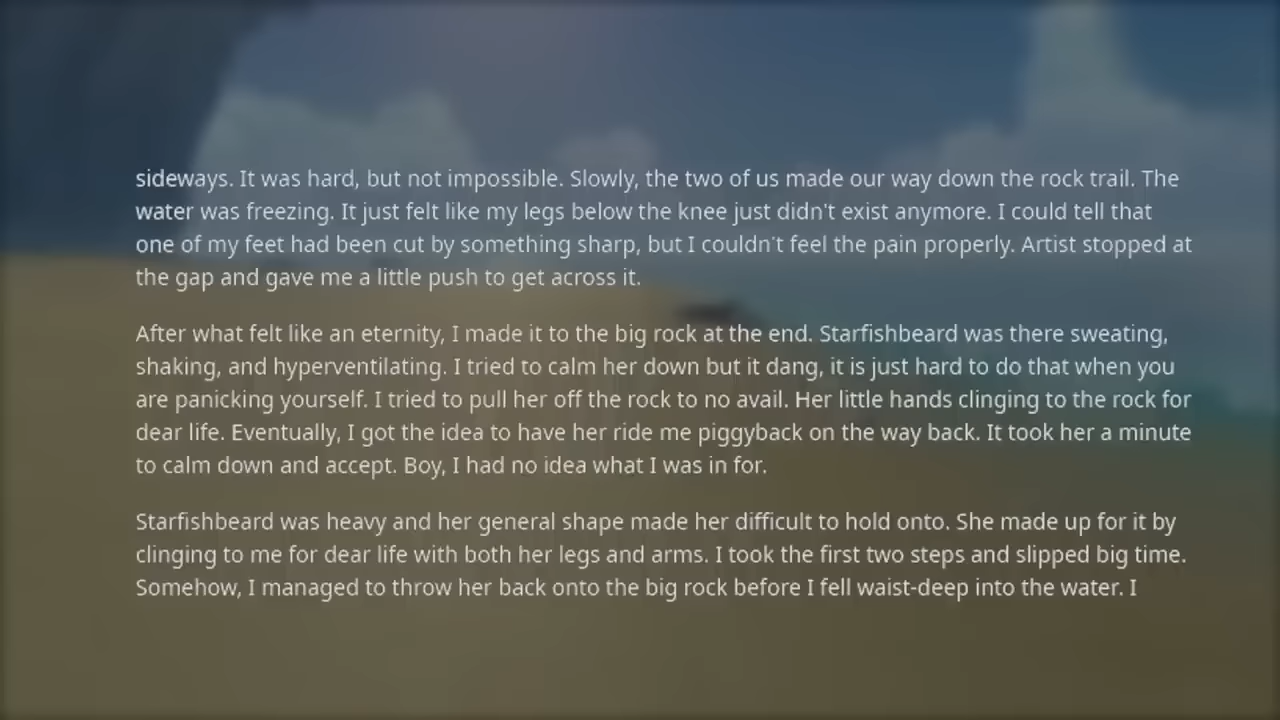 sideways. It was hard, but not impossible. Slowly, the two of us made our way down the rock trail. The
water was freezing. It just felt like my legs below the knee just didn't exist anymore. I could tell that
one of my feet had been cut by something sharp, but I couldn't feel the pain properly. Artist stopped at
the gap and gave me a little push to get across it.
After what felt like an eternity, I made it to the big rock at the end. Starfishbeard was there sweating,
shaking, and hyperventilating. I tried to calm her down but it dang, it is just hard to do that when you
are panicking yourself. I tried to pull her off the rock to no avail. Her little hands clinging to the rock for
dear life. Eventually, I got the idea to have her ride me piggyback on the way back. It took her a minute
to calm down and accept. Boy, I had no idea what I was in for.
Starfishbeard was heavy and her general shape made her difficult to hold onto. She made up for it by
clinging to me for dear life with both her legs and arms. I took the first two steps and slipped big time.
Somehow, I managed to throw her back onto the big rock before I fell waist-deep into the water. I